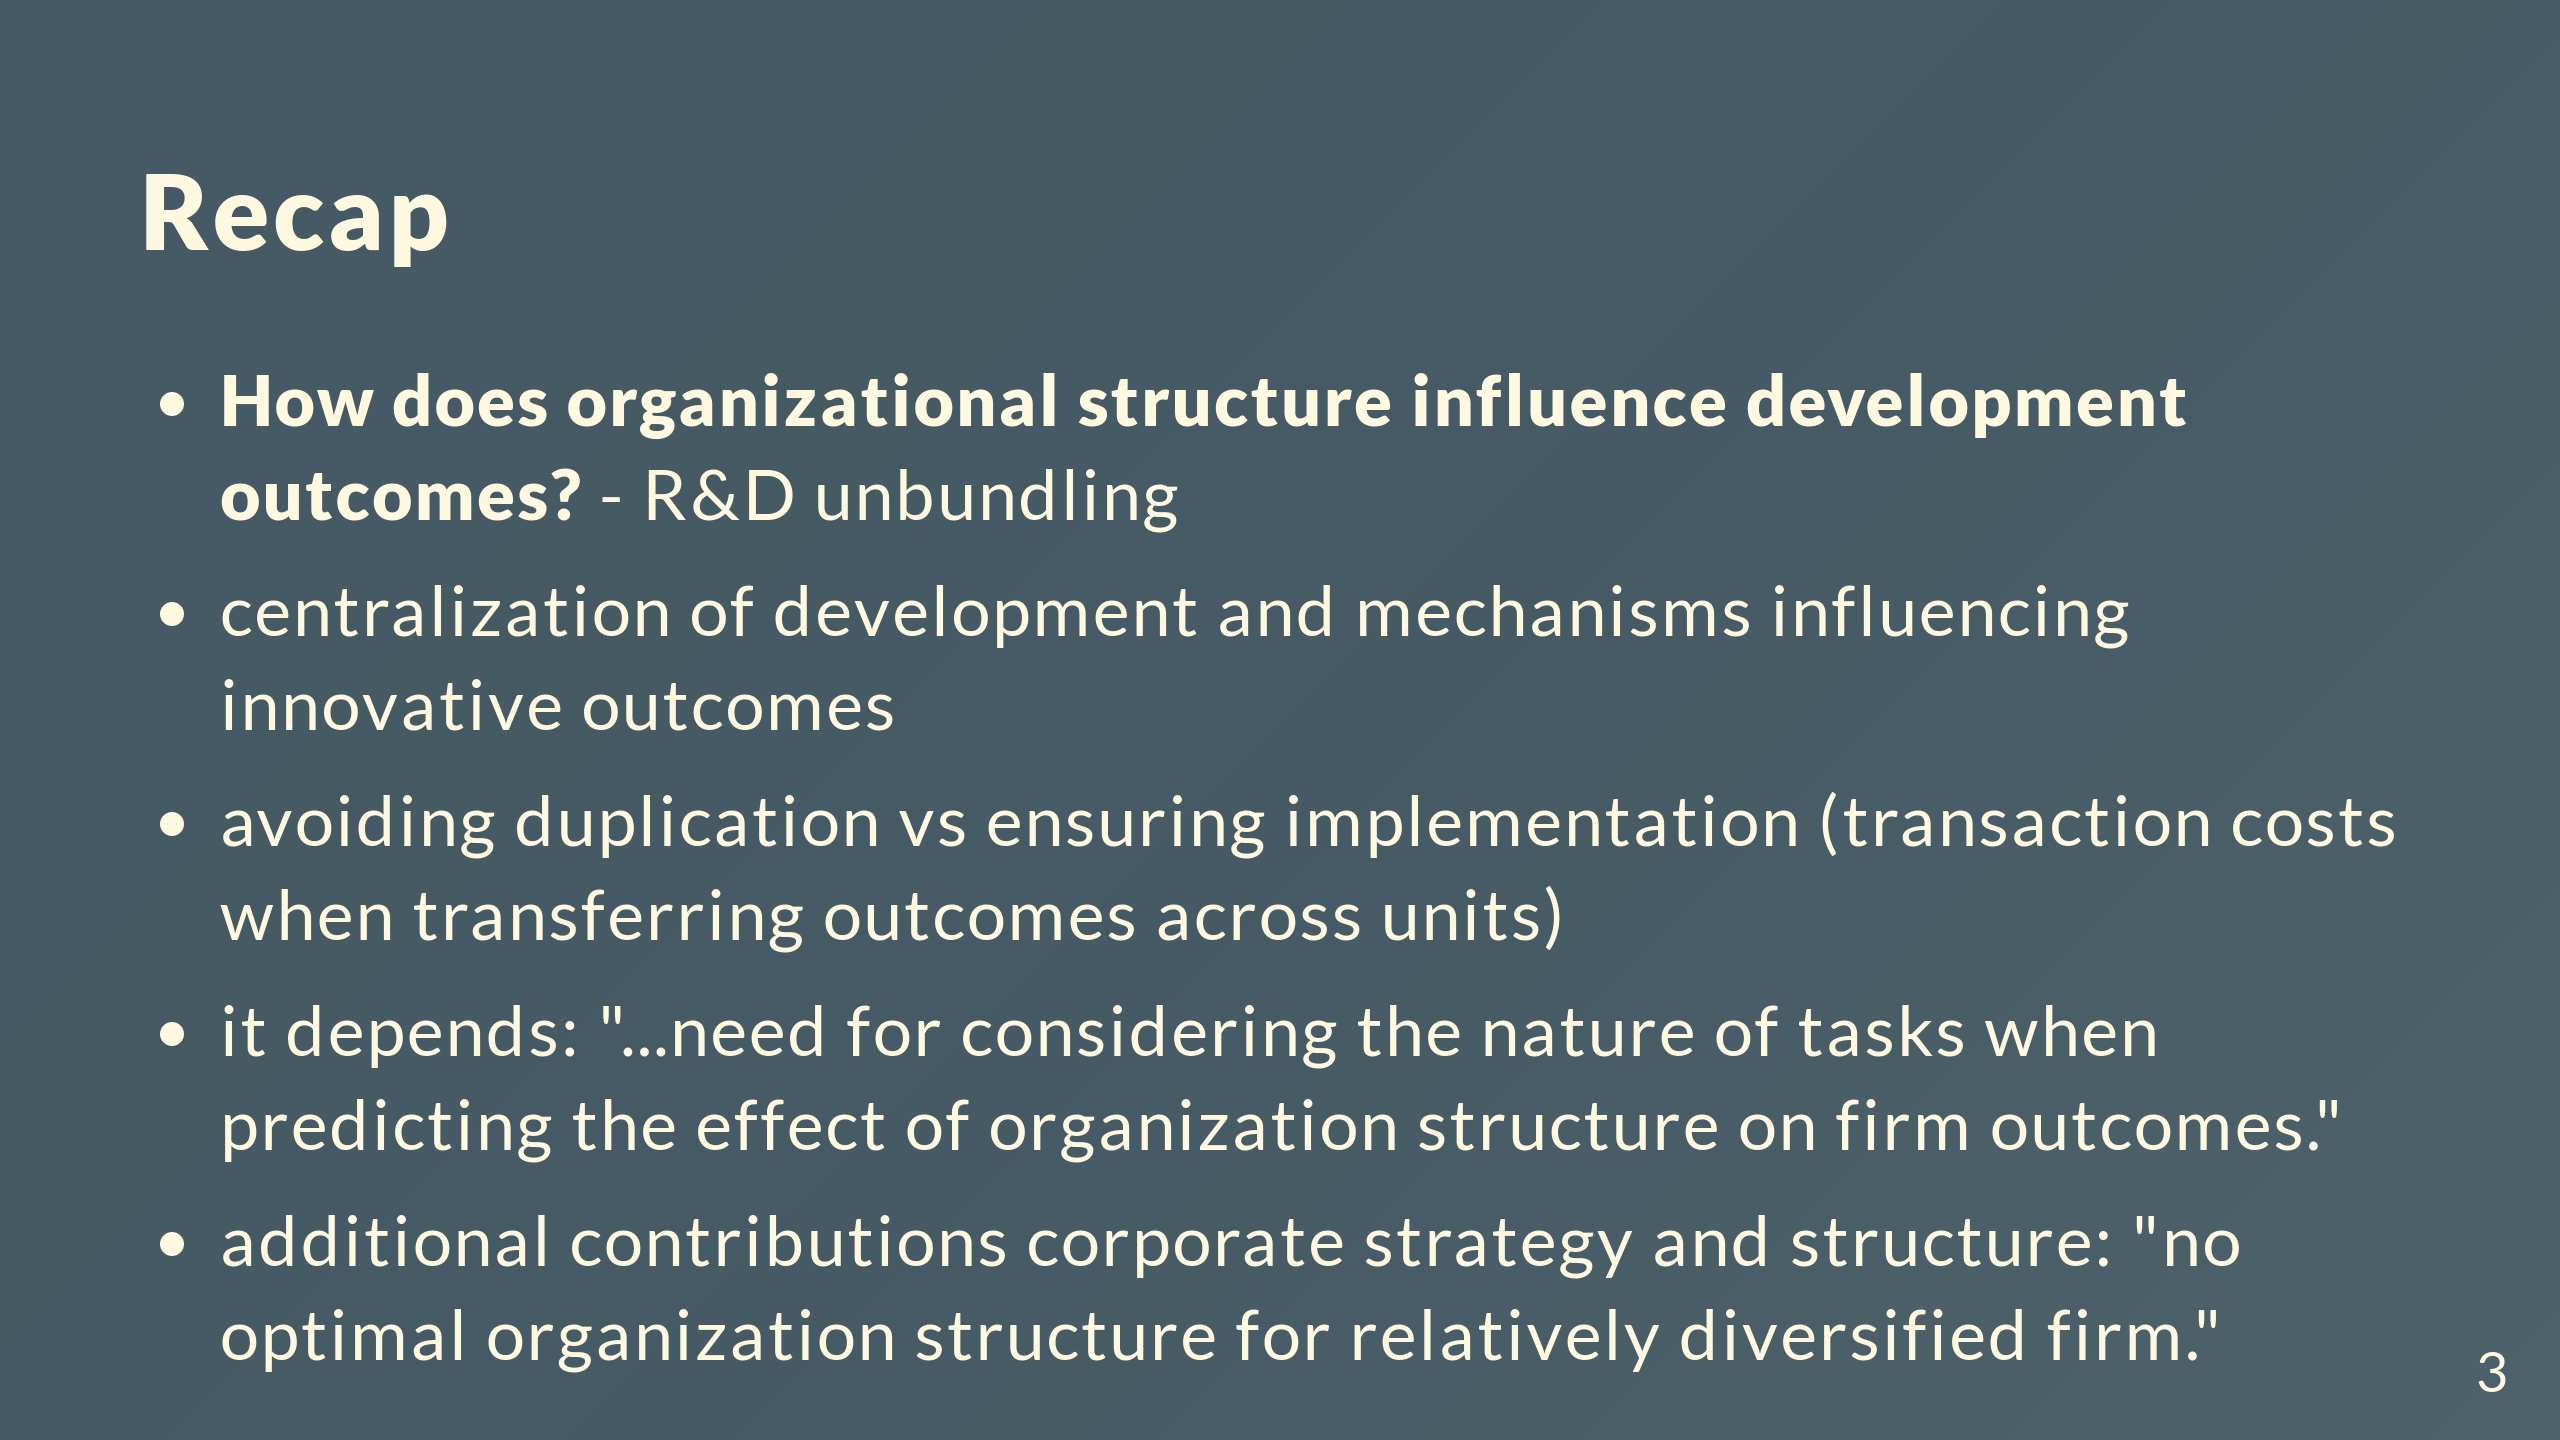 Recap
• How does organizational structure influence development
outcomes? - R&D unbundling
• centralization of development and mechanisms influencing
innovative outcomes
• avoiding duplication vs ensuring implementation (transaction costs
when transferring outcomes across units)
• it depends: "...need for considering the nature of tasks when
predicting the effect of organization structure on firm outcomes."
• additional contributions corporate strategy and structure: "no
optimal organization structure for relatively diversified firm."
3